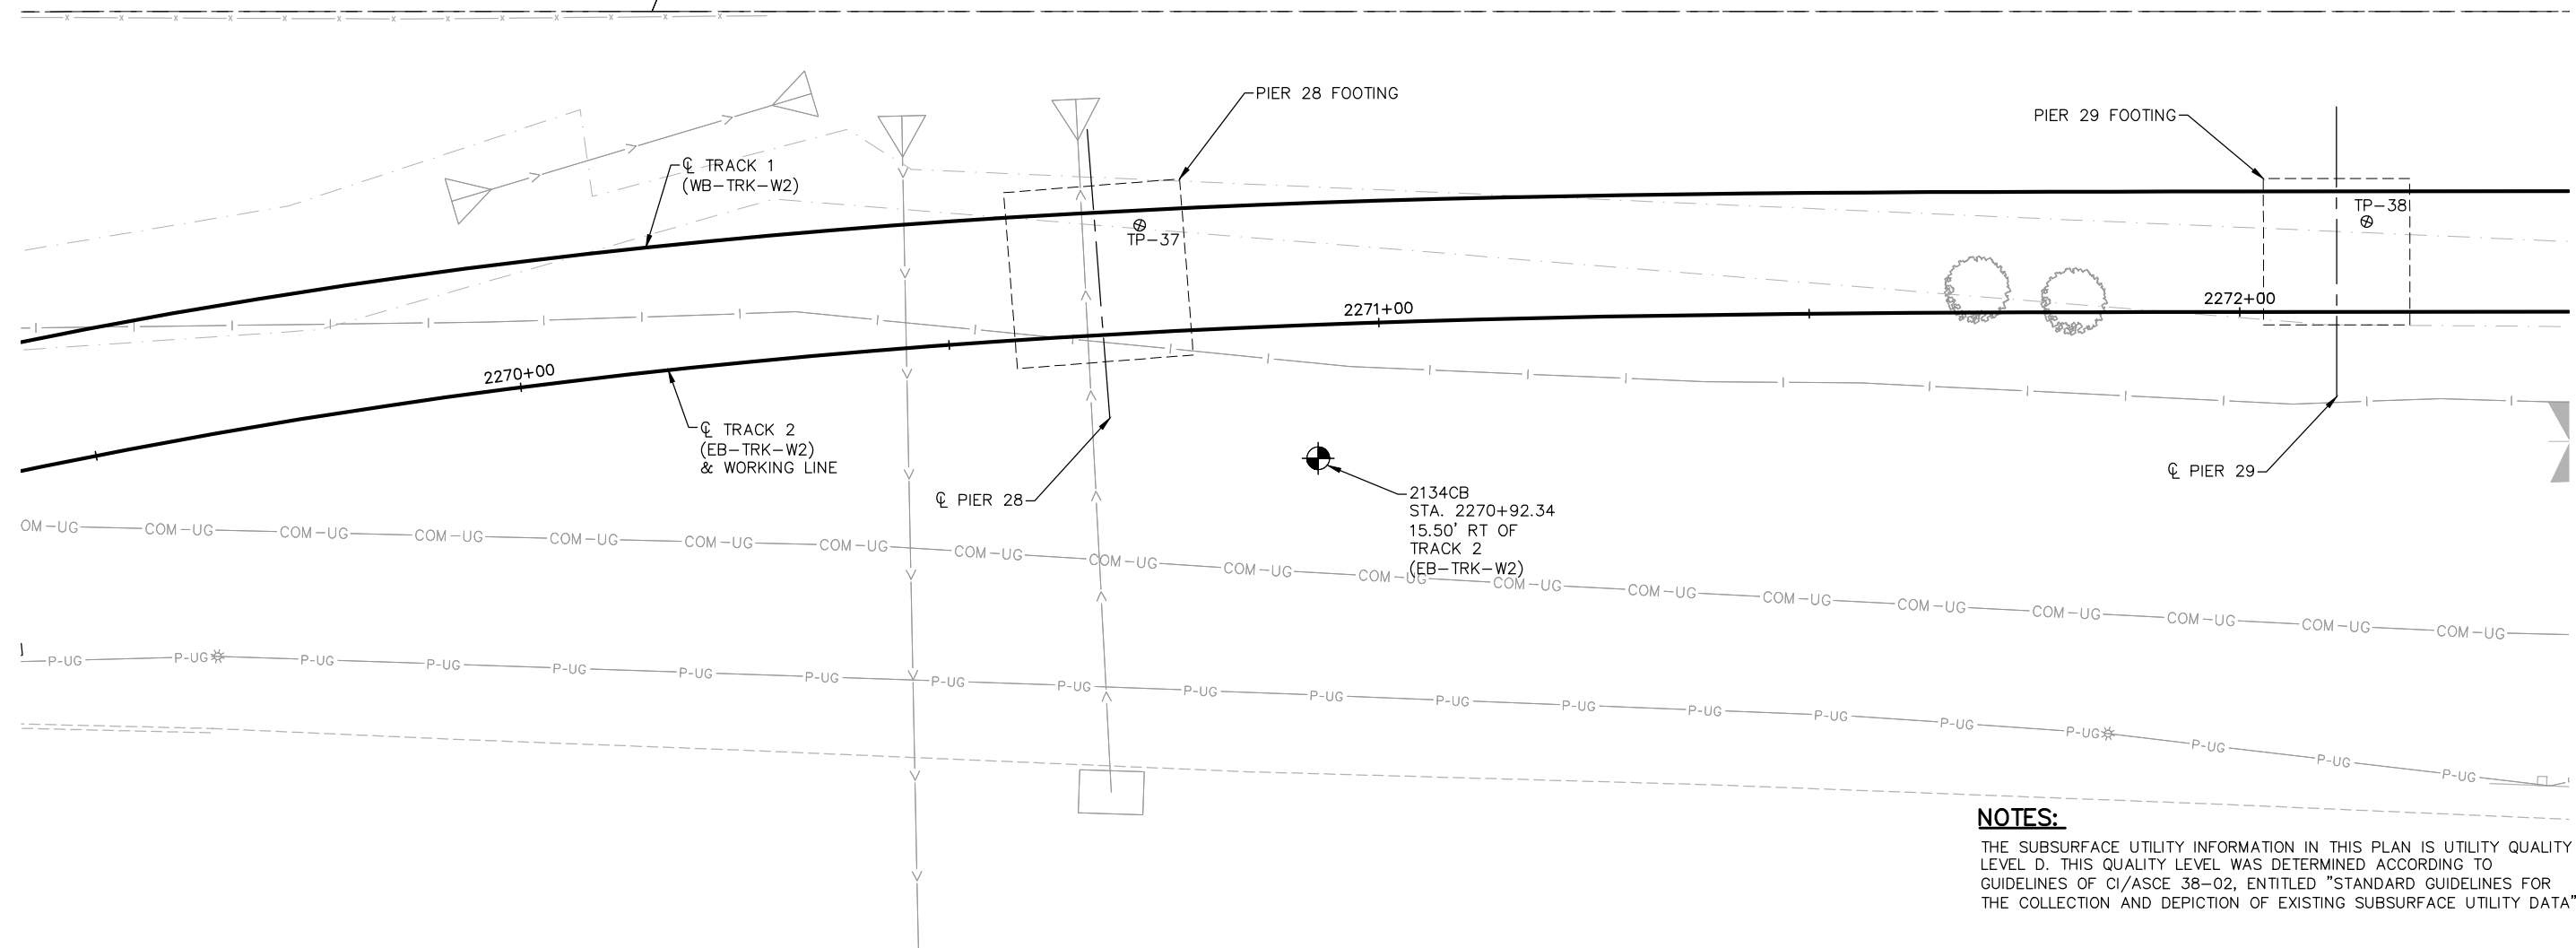 PIER 28 FOOTING
PIER 29 FOOTING
℄ TRACK 1
(WB-TRK-W2)
TP-37
TP-38
2271+00
2272+00
2270+00
℄ TRACK 2
(EB-TRK-W2)
& WORKING LINE
℄ PIER 28
℄ PIER 29
2134CB
STA. 2270+92.34
15.50' RT OF
TRACK 2
(EB-TRK-W2)
OM-UG COM-UG COM-UG COM-UG COM-UG COM-UG COM-UG COM-UG COM-UG COM-UG COM-UG COM-UG COM-UG COM-UG COM-UG COM-UG COM-UG COM-UG COM-UG
P-UG P-UG P-UG P-UG P-UG P-UG P-UG P-UG P-UG P-UG P-UG P-UG P-UG P-UG P-UG P-UG P-UG P-UG P-UG P-UG
NOTES:
THE SUBSURFACE UTILITY INFORMATION IN THIS PLAN IS UTILITY QUALITY
LEVEL D. THIS QUALITY LEVEL WAS DETERMINED ACCORDING TO
GUIDELINES OF CI/ASCE 38-02, ENTITLED "STANDARD GUIDELINES FOR
THE COLLECTION AND DEPICTION OF EXISTING SUBSURFACE UTILITY DATA"